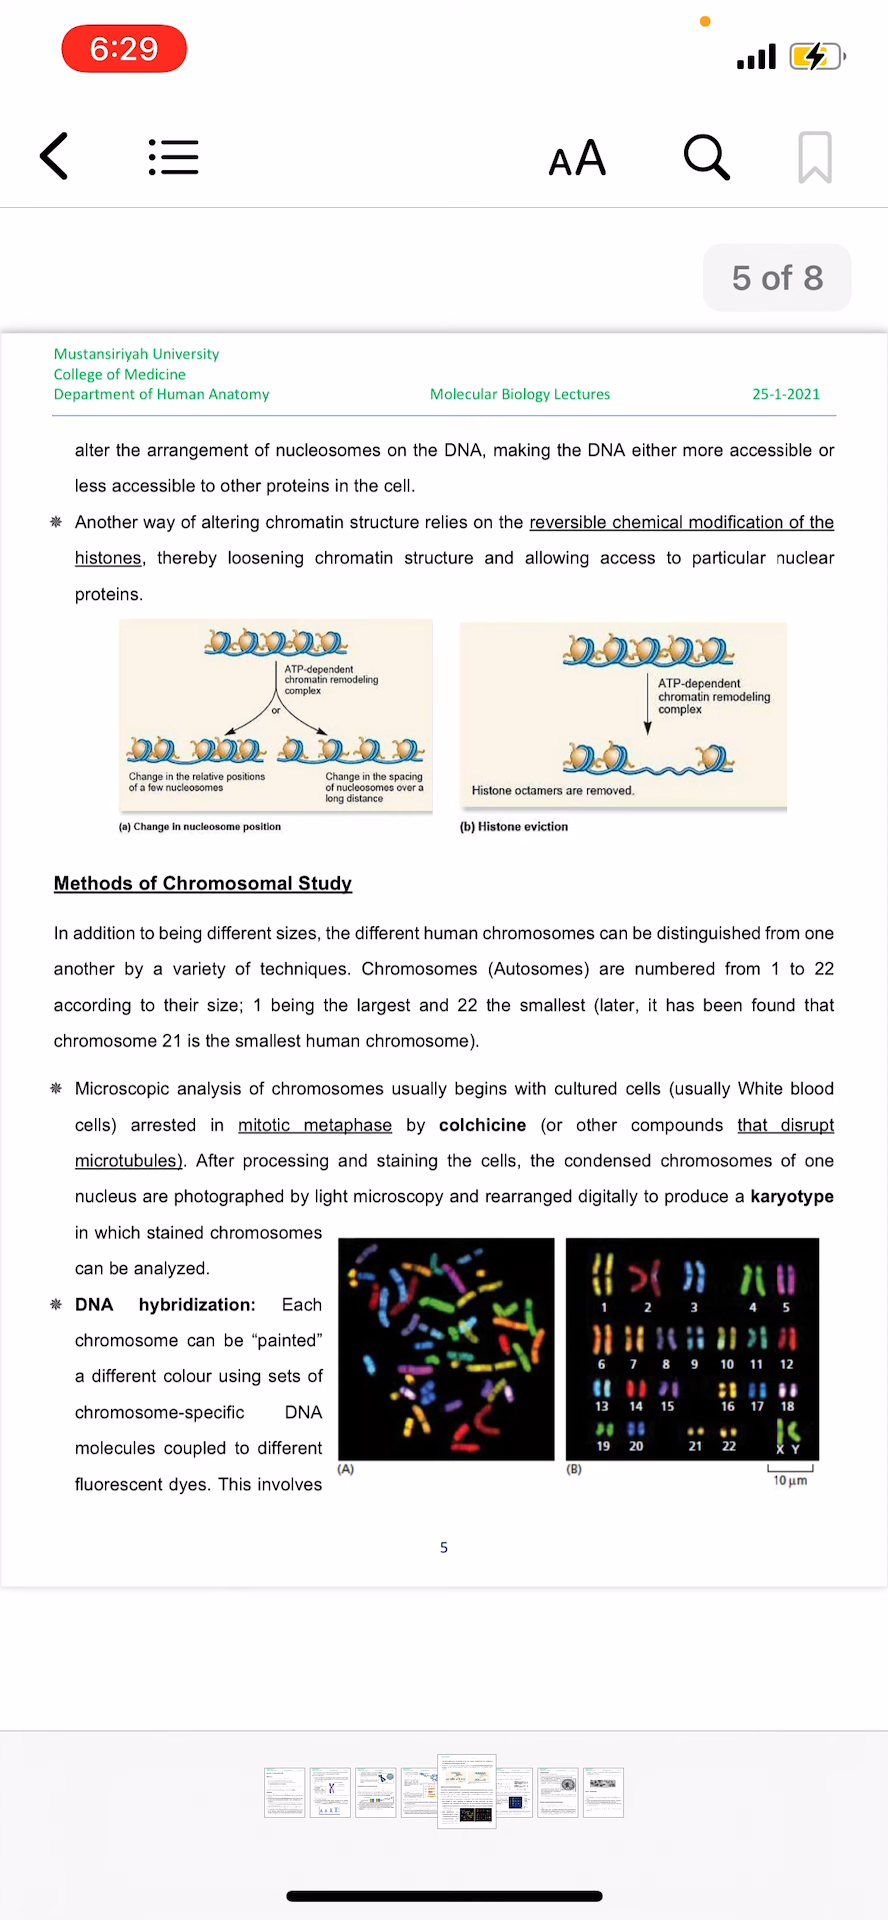 6:29
AA
5 of 8
Mustansiriyah University
College of Medicine
Department of Human Anatomy Molecular Biology Lectures 25-1-2021
alter the arrangement of nucleosomes on the DNA, making the DNA either more accessible or
less accessible to other proteins in the cell.
⁕ Another way of altering chromatin structure relies on the reversible chemical modification of the
histones, thereby loosening chromatin structure and allowing access to particular nuclear
proteins.
ATP-dependent
chromatin remodeling
complex
or
Change in the relative positions
of a few nucleosomes
Change in the spacing
of nucleosomes over a
long distance
(a) Change in nucleosome position
ATP-dependent
chromatin remodeling
complex
Histone octamers are removed.
(b) Histone eviction
Methods of Chromosomal Study
In addition to being different sizes, the different human chromosomes can be distinguished from one
another by a variety of techniques. Chromosomes (Autosomes) are numbered from 1 to 22
according to their size; 1 being the largest and 22 the smallest (later, it has been found that
chromosome 21 is the smallest human chromosome).
⁕ Microscopic analysis of chromosomes usually begins with cultured cells (usually White blood
cells) arrested in mitotic metaphase by colchicine (or other compounds that disrupt
microtubules). After processing and staining the cells, the condensed chromosomes of one
nucleus are photographed by light microscopy and rearranged digitally to produce a karyotype
in which stained chromosomes
can be analyzed.
⁕ DNA hybridization: Each
chromosome can be “painted”
a different colour using sets of
chromosome-specific DNA
molecules coupled to different
fluorescent dyes. This involves
(A)
1 2 3 4 5
6 7 8 9 10 11 12
13 14 15 16 17 18
19 20 21 22 X Y
(B)
10 µm
5